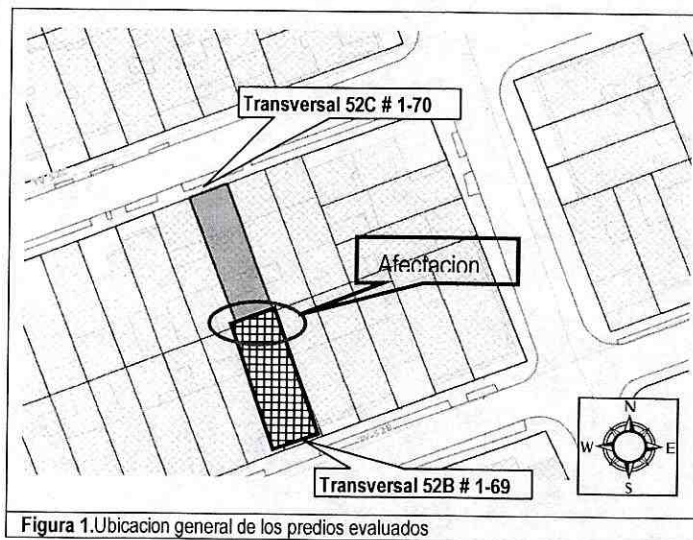 Transversal 52C # 1-70
Afectacion
N
W E
S
Transversal 52B # 1-69
Figura 1.Ubicacion general de los predios evaluados